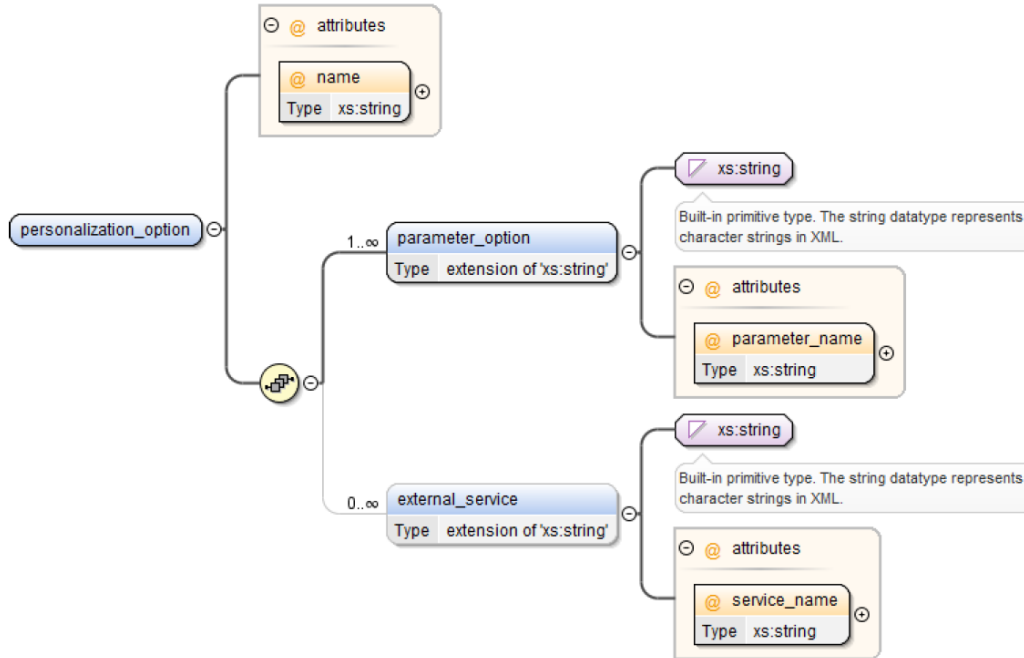 @ attributes
@ name
Type xs:string
xs:string
Built-in primitive type. The string datatype represents
character strings in XML.
personalization_option
1..∞
parameter_option
Type extension of 'xs:string'
@ attributes
@ parameter_name
Type xs:string
xs:string
Built-in primitive type. The string datatype represents
character strings in XML.
0..∞
external_service
Type extension of 'xs:string'
@ attributes
@ service_name
Type xs:string